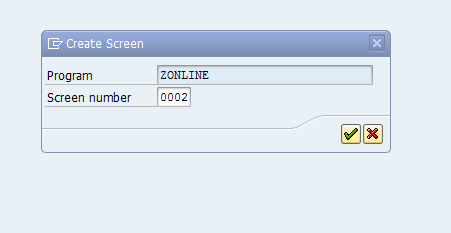 Create Screen
Program ZONLINE
Screen number 0002